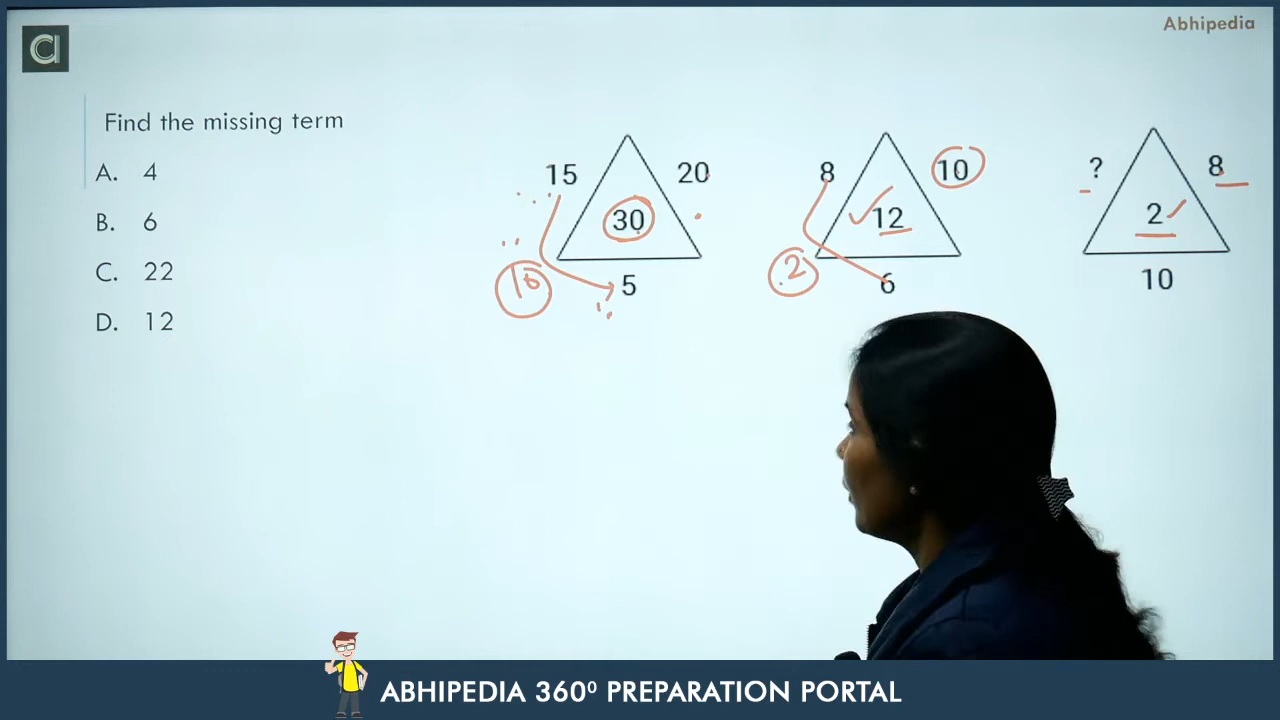 Abhipedia
Find the missing term
A. 4
B. 6
C. 22
D. 12
15 20
30
5
10
8 10
12
6
2
? 8
2
10
ABHIPEDIA 360⁰ PREPARATION PORTAL